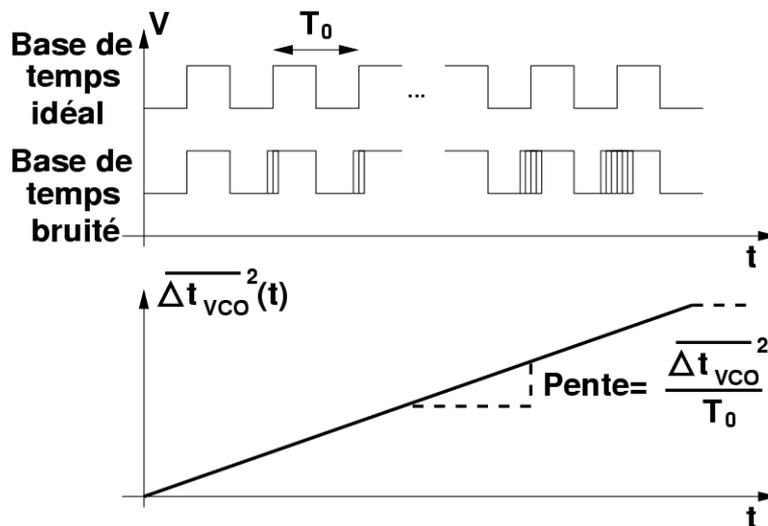 V
T₀
Base de
temps
idéal
...
Base de
temps
bruité
t
Δt VCO ²(t)
Pente= Δt VCO ² / T₀
t